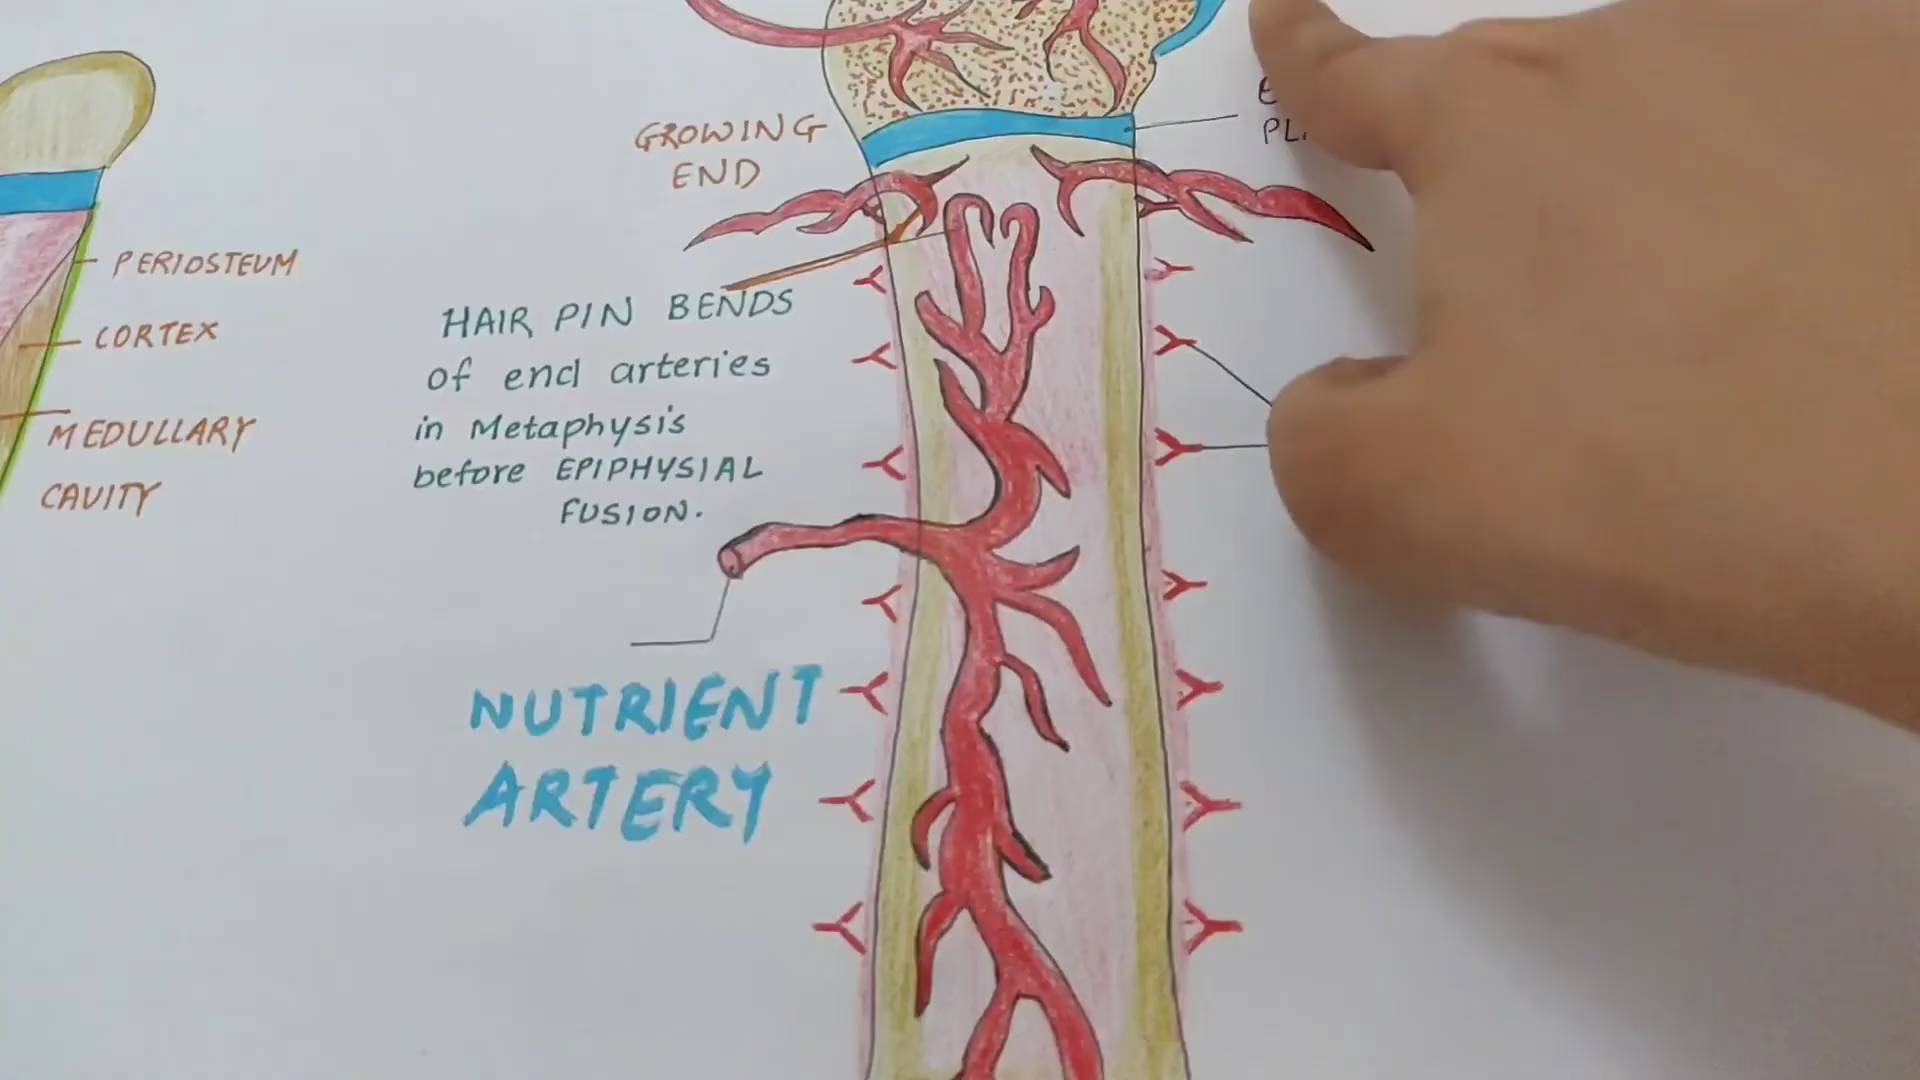 GROWING
END
PERIOSTEUM
CORTEX
MEDULLARY
CAVITY
HAIR PIN BENDS
of end arteries
in Metaphysis
before EPIPHYSIAL
FUSION.
NUTRIENT
ARTERY